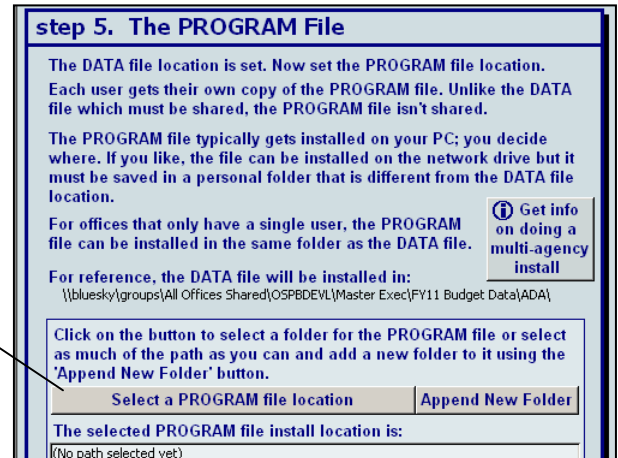 step 5. The PROGRAM File
The DATA file location is set. Now set the PROGRAM file location.
Each user gets their own copy of the PROGRAM file. Unlike the DATA
file which must be shared, the PROGRAM file isn't shared.
The PROGRAM file typically gets installed on your PC; you decide
where. If you like, the file can be installed on the network drive but it
must be saved in a personal folder that is different from the DATA file
location.
For offices that only have a single user, the PROGRAM
file can be installed in the same folder as the DATA file.
Get info
on doing a
multi-agency
install
For reference, the DATA file will be installed in:
\\bluesky\groups\All Offices Shared\OSPBDEVL\Master Exec\FY11 Budget Data\ADA\
Click on the button to select a folder for the PROGRAM file or select
as much of the path as you can and add a new folder to it using the
'Append New Folder' button.
Select a PROGRAM file location
Append New Folder
The selected PROGRAM file install location is:
(No path selected yet)